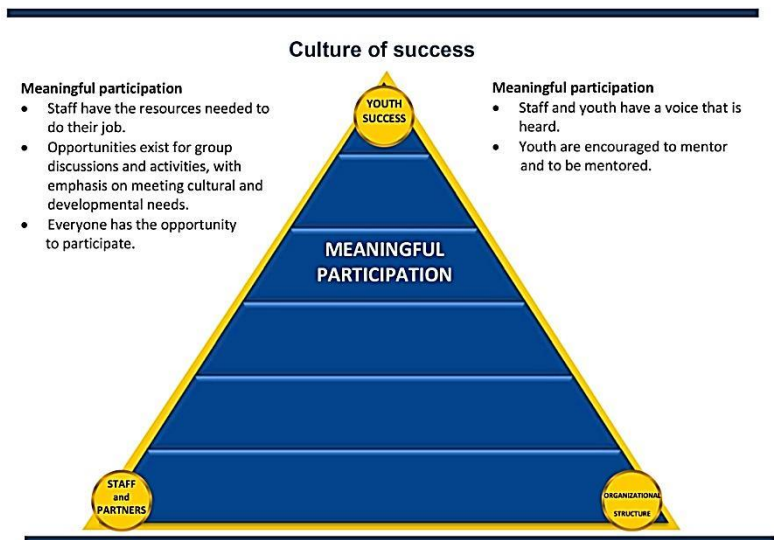 Culture of success
Meaningful participation
• Staff have the resources needed to
do their job.
• Opportunities exist for group
discussions and activities, with
emphasis on meeting cultural and
developmental needs.
• Everyone has the opportunity
to participate.
Meaningful participation
• Staff and youth have a voice that is
heard.
• Youth are encouraged to mentor
and to be mentored.
YOUTH
SUCCESS
MEANINGFUL
PARTICIPATION
STAFF
and
PARTNERS
ORGANIZATIONAL
STRUCTURE